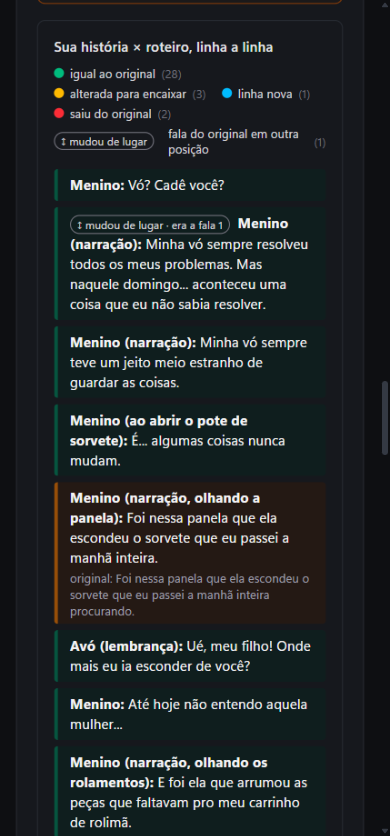 Sua história × roteiro, linha a linha
igual ao original (28)
alterada para encaixar (3) linha nova (1)
saiu do original (2)
↕ mudou de lugar fala do original em outra
posição (1)
Menino: Vó? Cadê você?
↕ mudou de lugar · era a fala 1 Menino
(narração): Minha vó sempre resolveu
todos os meus problemas. Mas
naquele domingo... aconteceu uma
coisa que eu não sabia resolver.
Menino (narração): Minha vó sempre
teve um jeito meio estranho de
guardar as coisas.
Menino (ao abrir o pote de
sorvete): É... algumas coisas nunca
mudam.
Menino (narração, olhando a
panela): Foi nessa panela que ela
escondeu o sorvete que eu passei a
manhã inteira.
original: Foi nessa panela que ela escondeu o
sorvete que eu passei a manhã inteira
procurando.
Avó (lembrança): Ué, meu filho! Onde
mais eu ia esconder de você?
Menino: Até hoje não entendo aquela
mulher...
Menino (narração, olhando os
rolamentos): E foi ela que arrumou as
peças que faltavam pro meu carrinho
de rolimã.